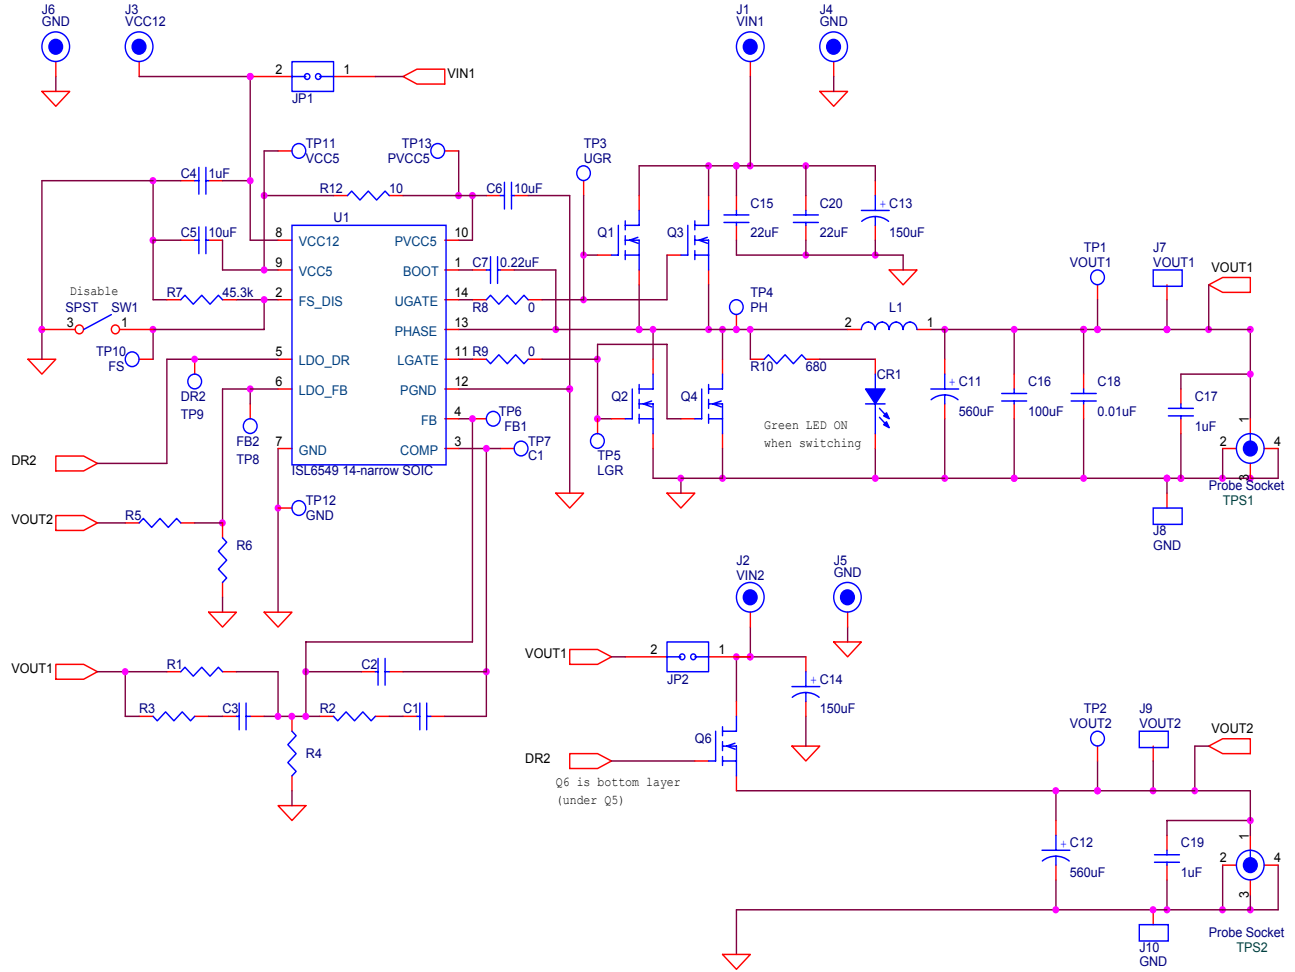 J6
GND
J3
VCC12
J1
VIN1
J4
GND
2
1
VIN1
JP1
TP11
VCC5
TP13
PVCC5
TP3
UGR
C4
1uF
R12
10
C6
10uF
C5
10uF
U1
8
VCC12
PVCC5
10
9
VCC5
BOOT
1
C7
0.22uF
2
FS_DIS
UGATE
14
R8
0
PHASE
13
5
LDO_DR
LGATE
11
R9
0
6
LDO_FB
PGND
12
FB
4
7
GND
COMP
3
ISL6549 14-narrow SOIC
R7
45.3k
Disable
SPST
SW1
3
1
TP10
FS
DR2
TP9
FB2
TP8
TP6
FB1
TP7
C1
TP12
GND
Q1
Q3
C15
22uF
C20
22uF
C13
+
150uF
TP4
PH
L1
2
1
TP1
VOUT1
J7
VOUT1
VOUT1
R10
680
CR1
Green LED ON
when switching
Q2
Q4
TP5
LGR
C11
+
560uF
C16
100uF
C18
0.01uF
C17
1uF
1
2
4
3
Probe Socket
TPS1
J8
GND
DR2
VOUT2
R5
R6
VOUT1
R1
R3
C3
C2
R2
C1
R4
J2
VIN2
J5
GND
VOUT1
2
1
JP2
C14
+
150uF
Q6
DR2
Q6 is bottom layer
(under Q5)
TP2
VOUT2
J9
VOUT2
VOUT2
C12
+
560uF
C19
1uF
1
2
4
3
Probe Socket
TPS2
J10
GND